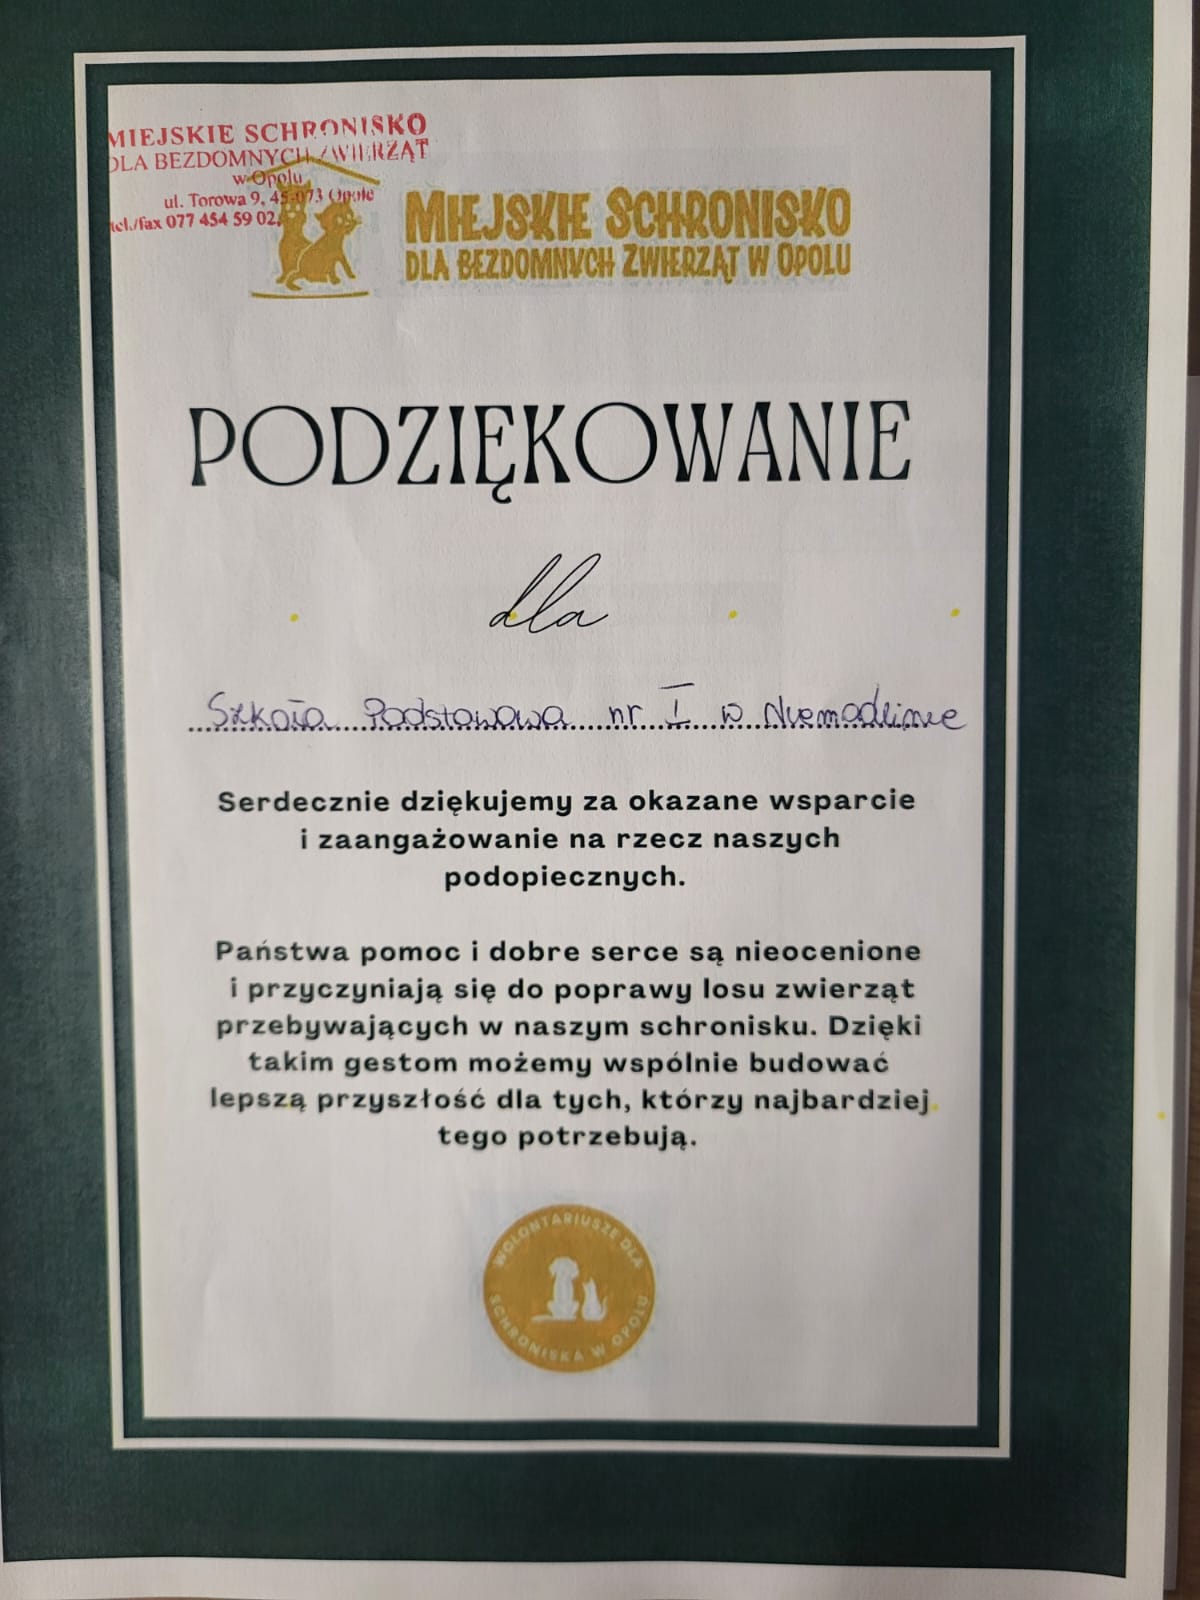 MIEJSKIE SCHRONISKO
DLA BEZDOMNYCH ZWIERZĄT
w Opolu
ul. Torowa 9, 45-073 Opole
tel./fax 077 454 59 02
MIEJSKIE SCHRONISKO
DLA BEZDOMNYCH ZWIERZĄT W OPOLU
PODZIĘKOWANIE
dla
Szkoła Podstawowa nr I w Niemodlinie
Serdecznie dziękujemy za okazane wsparcie
i zaangażowanie na rzecz naszych
podopiecznych.
Państwa pomoc i dobre serce są nieocenione
i przyczyniają się do poprawy losu zwierząt
przebywających w naszym schronisku. Dzięki
takim gestom możemy wspólnie budować
lepszą przyszłość dla tych, którzy najbardziej
tego potrzebują.
WOLONTARIUSZE DLA
SCHRONISKA W OPOLU